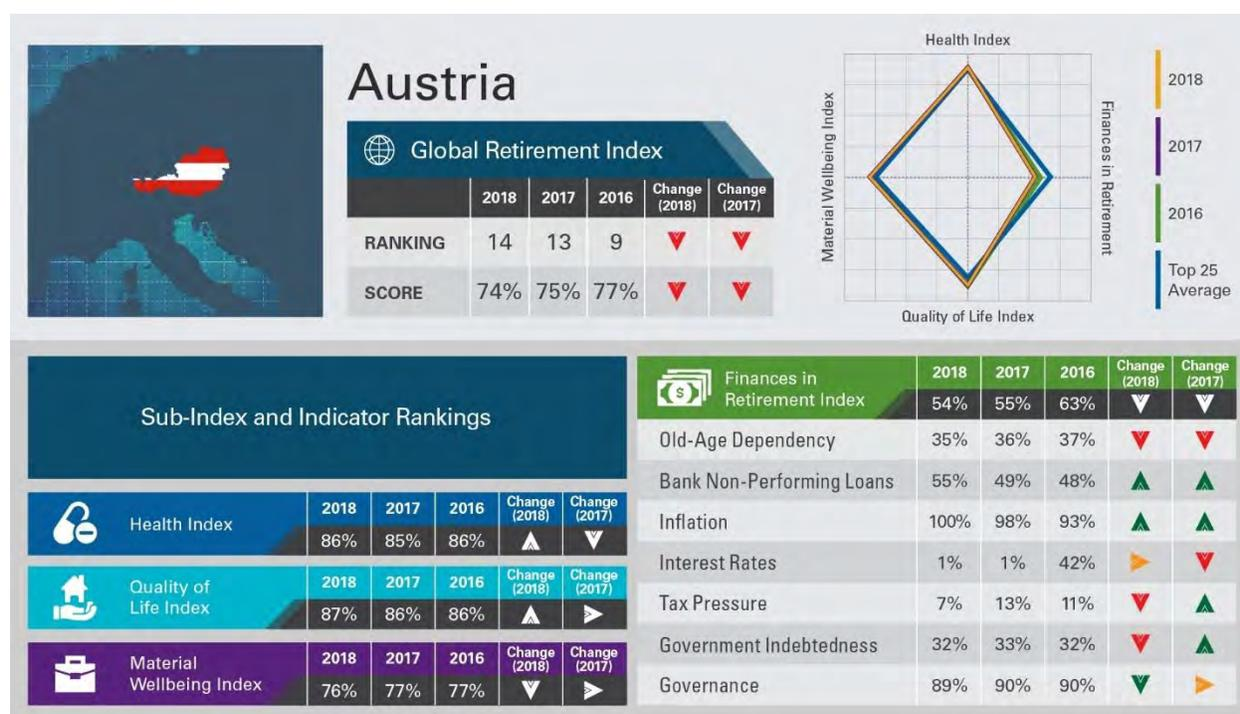 Austria
Global Retirement Index
2018 2017 2016 Change (2018) Change (2017)
RANKING 14 13 9
SCORE 74% 75% 77%
Health Index
Material Wellbeing Index
Finances in Retirement
Quality of Life Index
2018
2017
2016
Top 25
Average
Sub-Index and Indicator Rankings
Health Index
2018 2017 2016 Change (2018) Change (2017)
86% 85% 86%
Quality of
Life Index
2018 2017 2016 Change (2018) Change (2017)
87% 86% 86%
Material
Wellbeing Index
2018 2017 2016 Change (2018) Change (2017)
76% 77% 77%
Finances in
Retirement Index
2018 2017 2016 Change (2018) Change (2017)
54% 55% 63%
Old-Age Dependency 35% 36% 37%
Bank Non-Performing Loans 55% 49% 48%
Inflation 100% 98% 93%
Interest Rates 1% 1% 42%
Tax Pressure 7% 13% 11%
Government Indebtedness 32% 33% 32%
Governance 89% 90% 90%